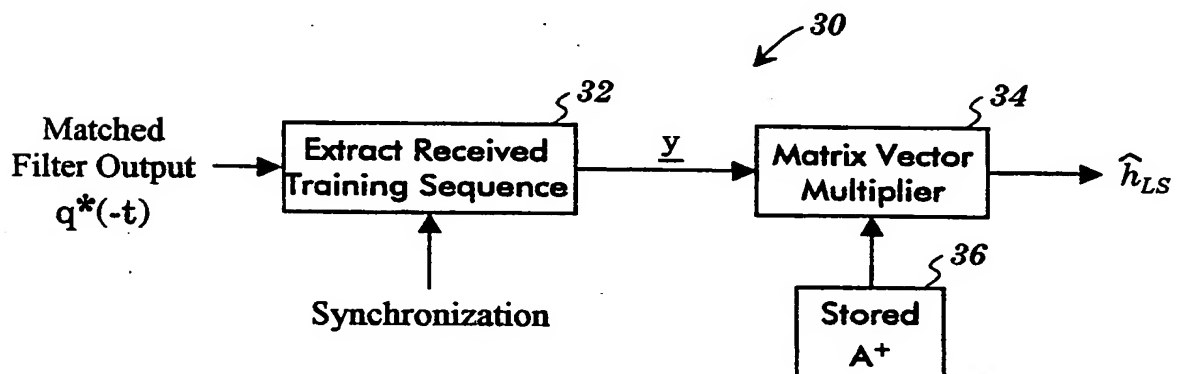 30
32
34
Matched
Filter Output
q*(-t)
Extract Received
Training Sequence
y
Matrix Vector
Multiplier
ĥ_LS
Synchronization
36
Stored
A⁺